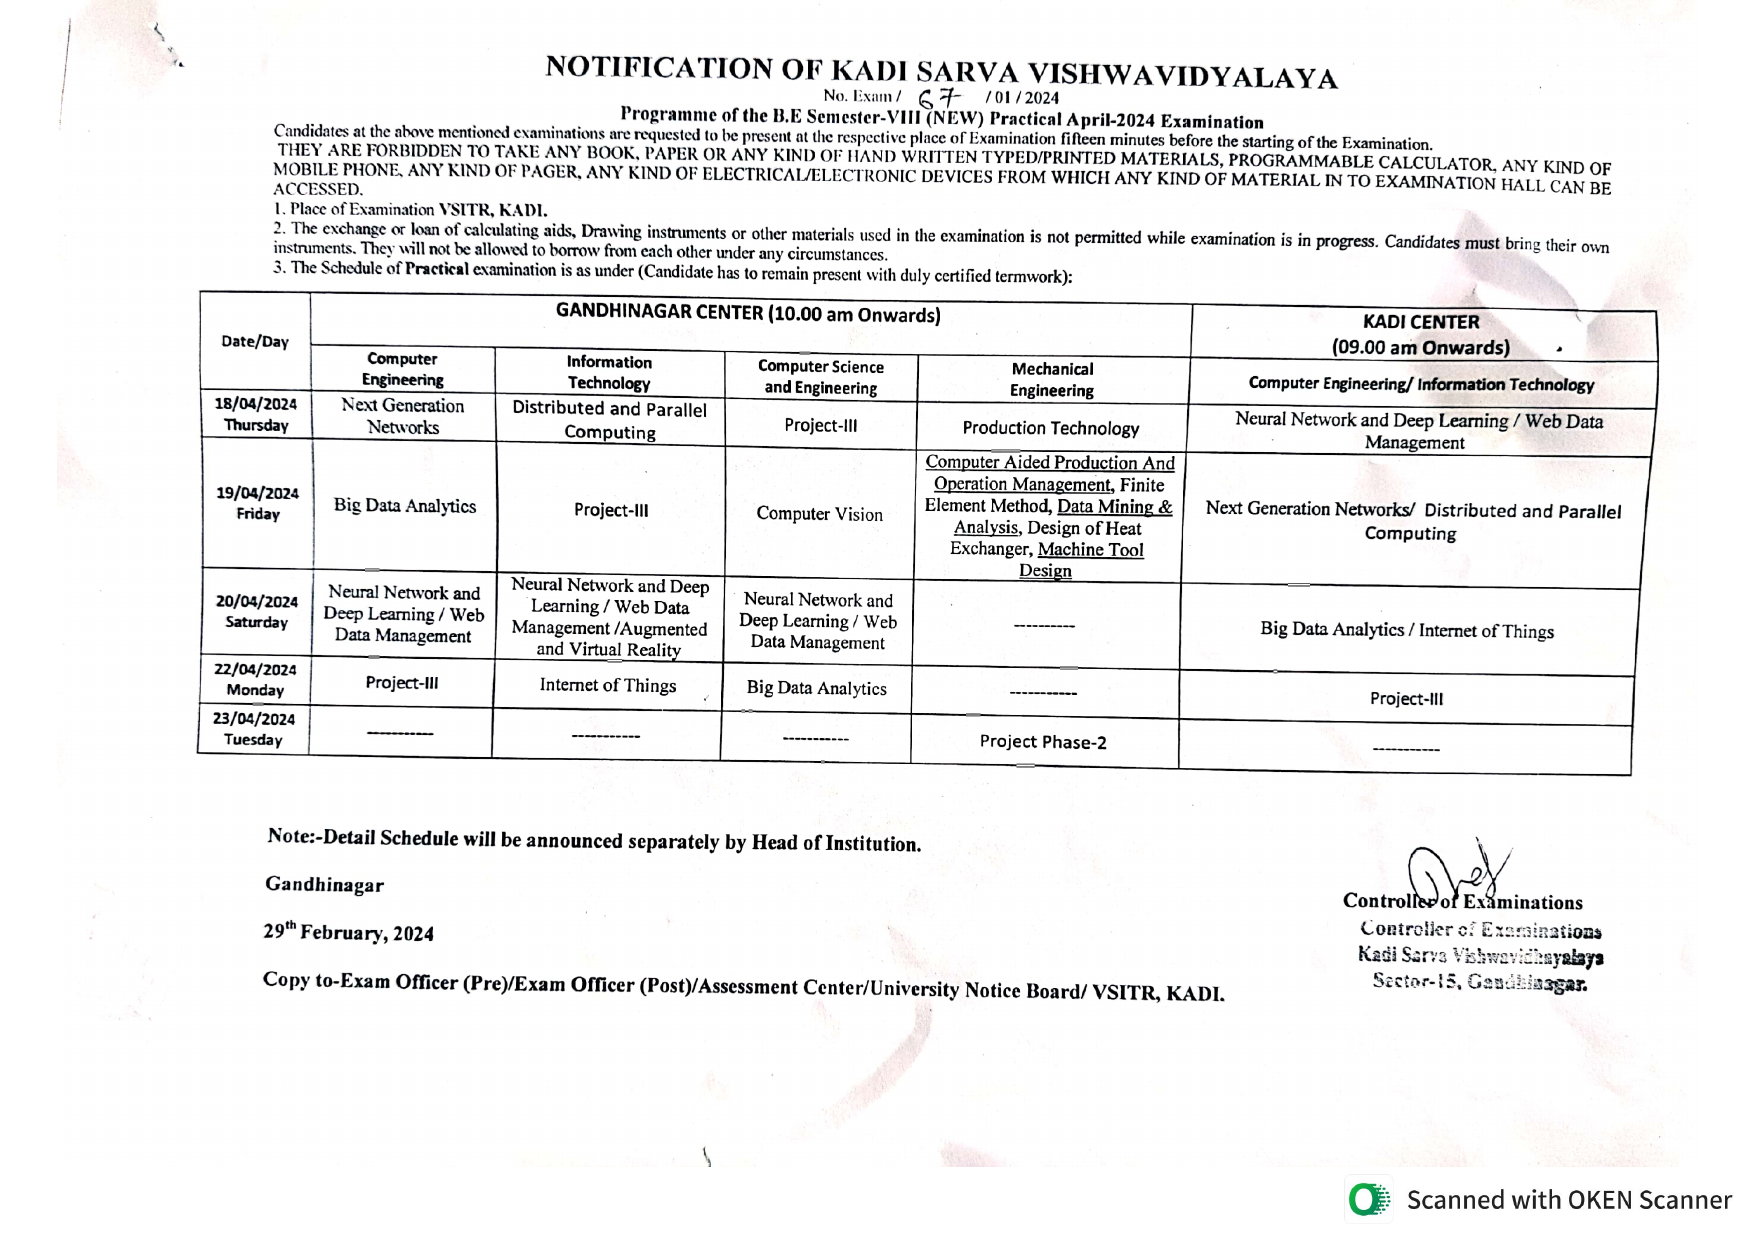 NOTIFICATION OF KADI SARVA VISHWAVIDYALAYA
No. Exam / 67 / 01 / 2024
Programme of the B.E Semester-VIII (NEW) Practical April-2024 Examination
Candidates at the above mentioned examinations are requested to be present at the respective place of Examination fifteen minutes before the starting of the Examination.
THEY ARE FORBIDDEN TO TAKE ANY BOOK, PAPER OR ANY KIND OF HAND WRITTEN TYPED/PRINTED MATERIALS, PROGRAMMABLE CALCULATOR, ANY KIND OF
MOBILE PHONE, ANY KIND OF PAGER, ANY KIND OF ELECTRICAL/ELECTRONIC DEVICES FROM WHICH ANY KIND OF MATERIAL IN TO EXAMINATION HALL CAN BE
ACCESSED.
1. Place of Examination VSITR, KADI.
2. The exchange or loan of calculating aids, Drawing instruments or other materials used in the examination is not permitted while examination is in progress. Candidates must bring their own
instruments. They will not be allowed to borrow from each other under any circumstances.
3. The Schedule of Practical examination is as under (Candidate has to remain present with duly certified termwork):
Date/Day
GANDHINAGAR CENTER (10.00 am Onwards)
KADI CENTER
(09.00 am Onwards)
Computer
Engineering
Information
Technology
Computer Science
and Engineering
Mechanical
Engineering
Computer Engineering/ Information Technology
18/04/2024
Thursday
Next Generation
Networks
Distributed and Parallel
Computing
Project-III
Production Technology
Neural Network and Deep Learning / Web Data
Management
19/04/2024
Friday
Big Data Analytics
Project-III
Computer Vision
Computer Aided Production And
Operation Management, Finite
Element Method, Data Mining &
Analysis, Design of Heat
Exchanger, Machine Tool
Design
Next Generation Networks/ Distributed and Parallel
Computing
20/04/2024
Saturday
Neural Network and
Deep Learning / Web
Data Management
Neural Network and Deep
Learning / Web Data
Management /Augmented
and Virtual Reality
Neural Network and
Deep Learning / Web
Data Management
-----------
Big Data Analytics / Internet of Things
22/04/2024
Monday
Project-III
Internet of Things
Big Data Analytics
-----------
Project-III
23/04/2024
Tuesday
-----------
-----------
-----------
Project Phase-2
-----------
Note:-Detail Schedule will be announced separately by Head of Institution.
Gandhinagar
29th February, 2024
Controller of Examinations
Controller of Examinations
Kadi Sarva Vishwavidhayalaya
Sector-15, Gandhinagar.
Copy to-Exam Officer (Pre)/Exam Officer (Post)/Assessment Center/University Notice Board/ VSITR, KADI.
Scanned with OKEN Scanner